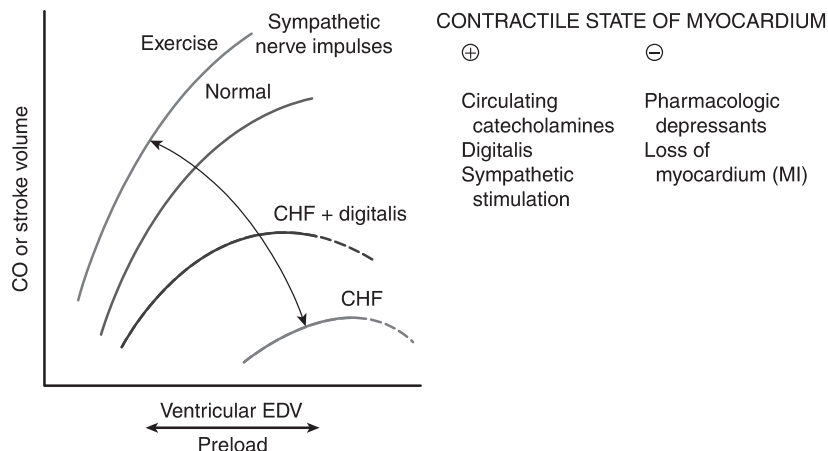 Sympathetic
nerve impulses
Exercise
Normal
CHF + digitalis
CHF
CO or stroke volume
Ventricular EDV
Preload
CONTRACTILE STATE OF MYOCARDIUM
⊕
⊖
Circulating
catecholamines
Digitalis
Sympathetic
stimulation
Pharmacologic
depressants
Loss of
myocardium (MI)